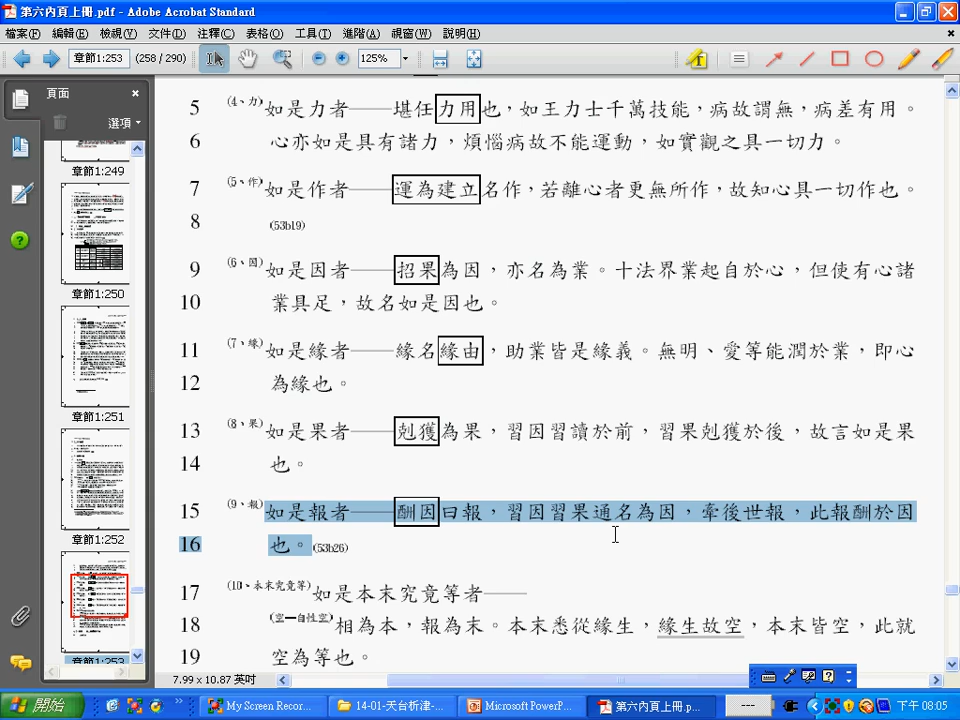 第六內頁上冊.pdf - Adobe Acrobat Standard
檔案(F) 編輯(E) 檢視(V) 文件(D) 注釋(C) 表格(O) 工具(T) 進階(A) 視窗(W) 說明(H)
章節1:253 (258 / 290) 125%
頁面
選項
章節1:249
章節1:250
章節1:251
章節1:252
章節1:253
5 (4、力)如是力者——堪任力用也，如王力士千萬技能，病故謂無，病差有用。
6 心亦如是具有諸力，煩惱病故不能運動，如實觀之具一切力。
7 (5、作)如是作者——運為建立名作，若離心者更無所作，故知心具一切作也。
8 (53b19)
9 (6、因)如是因者——招果為因，亦名為業。十法界業起自於心，但使有心諸
10 業具足，故名如是因也。
11 (7、緣)如是緣者——緣名緣由，助業皆是緣義。無明、愛等能潤於業，即心
12 為緣也。
13 (8、果)如是果者——剋獲為果，習因習讀於前，習果剋獲於後，故言如是果
14 也。
15 (9、報)如是報者——酬因曰報，習因習果通名為因，牽後世報，此報酬於因
16 也。(53b26)
17 (10、本末究竟等)如是本末究竟等者——
18 (空—自性空)相為本，報為末。本末悉從緣生，緣生故空，本末皆空，此就
19 空為等也。
7.99 x 10.87 英吋
開始
My Screen Recor...
14-01-天台析津-...
Microsoft PowerP...
第六內頁上冊.p...
下午 08:05